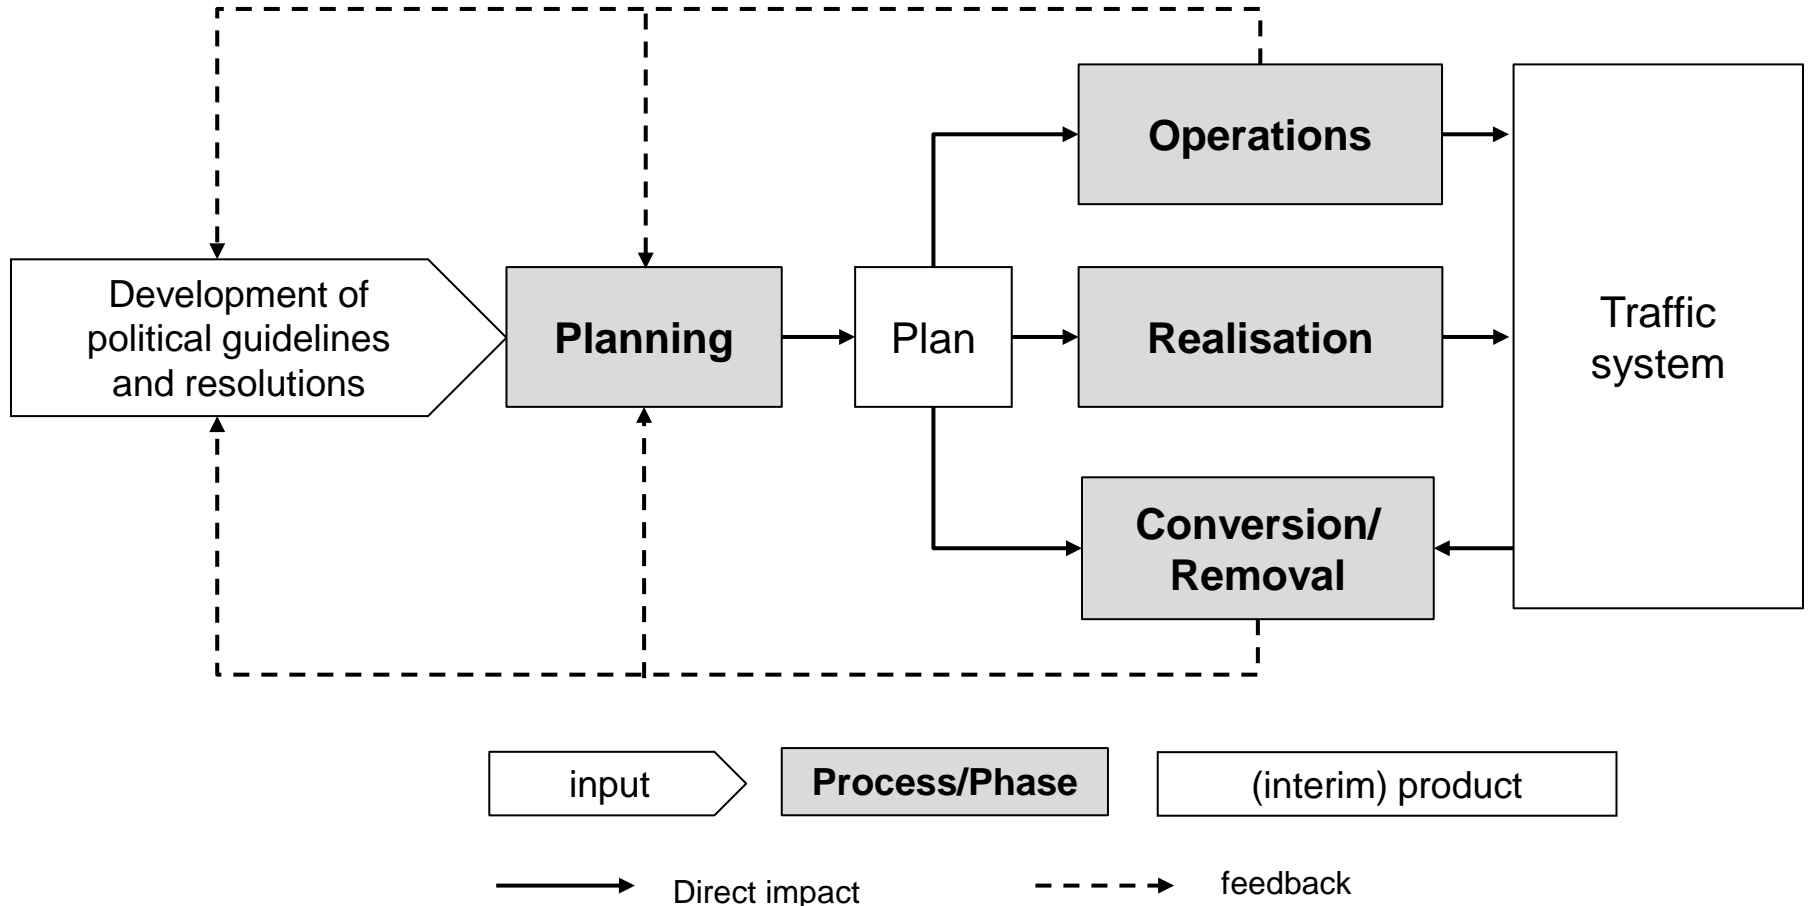 Operations
Development of
political guidelines
and resolutions
Planning
Plan
Realisation
Traffic
system
Conversion/
Removal
input
Process/Phase
(interim) product
Direct impact
feedback